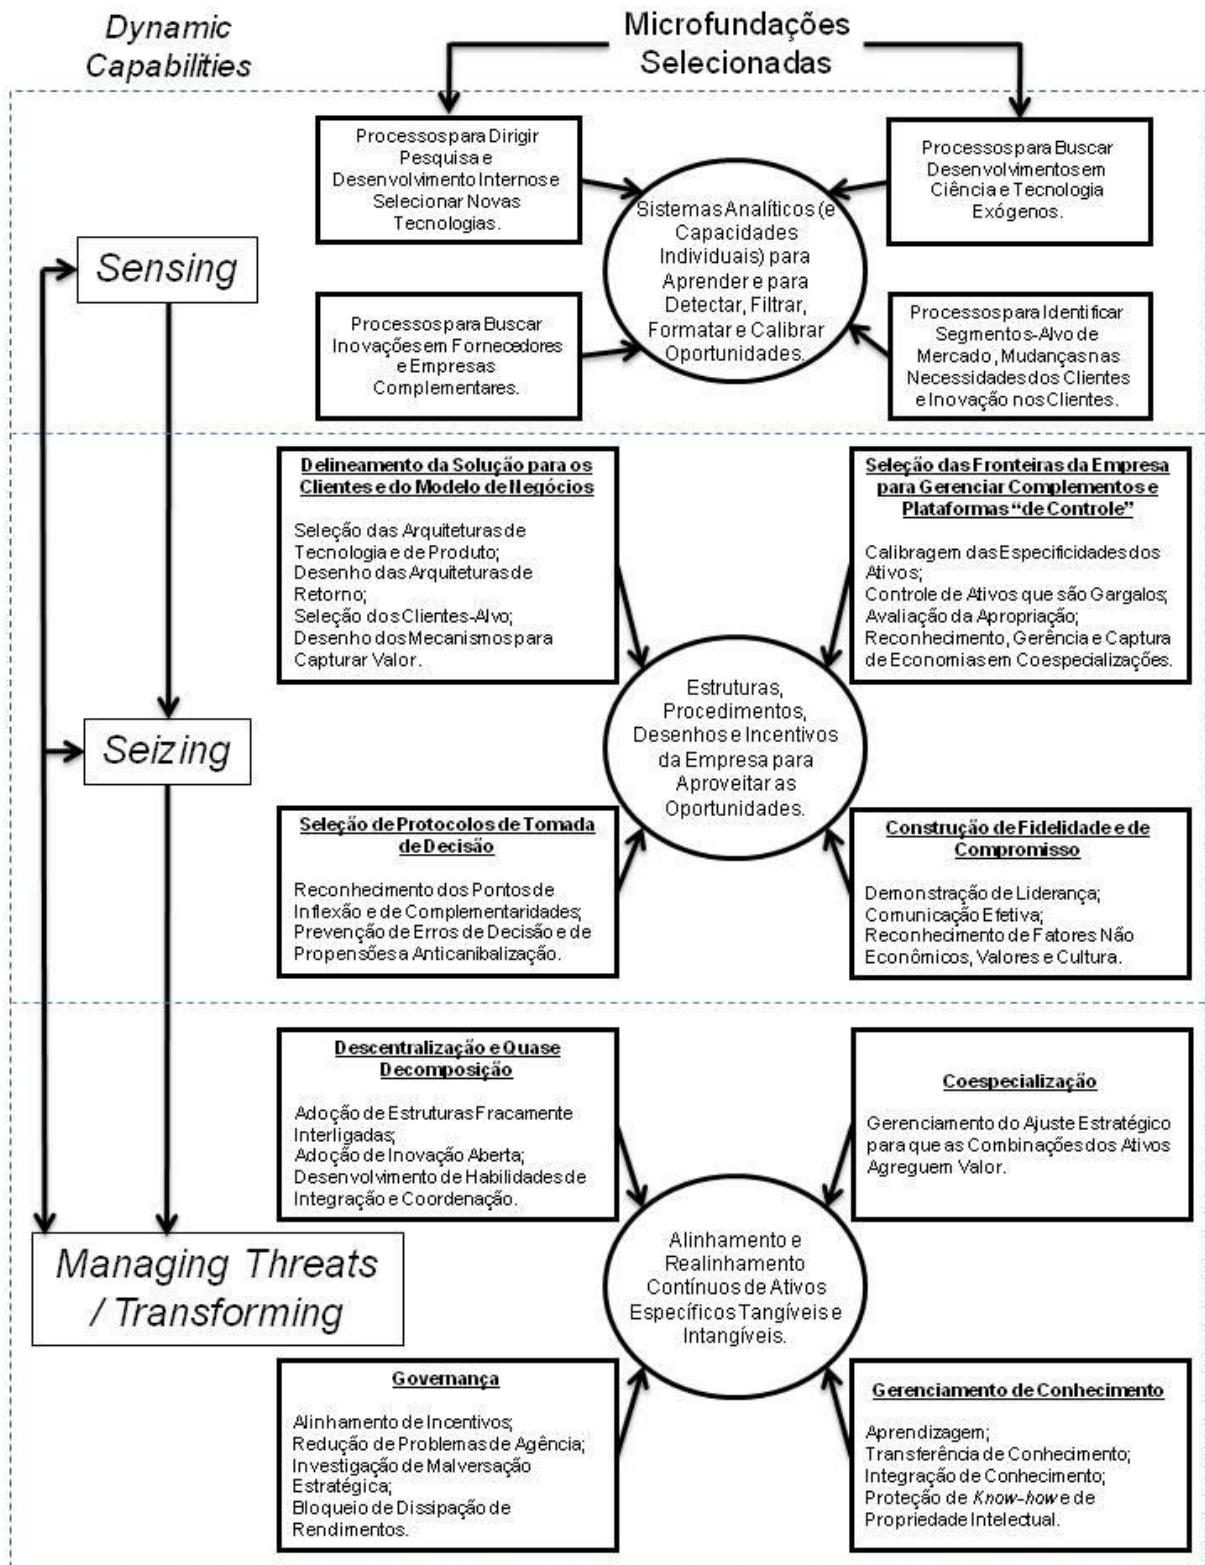 Dynamic
Capabilities
Microfundações
Selecionadas
Processos para Dirigir
Pesquisa e
Desenvolvimento Internos e
Selecionar Novas
Tecnologias.
Processos para Buscar
Desenvolvimentos em
Ciência e Tecnologia
Exógenos.
Sistemas Analíticos (e
Capacidades
Individuais) para
Aprender e para
Detectar, Filtrar,
Formatar e Calibrar
Oportunidades.
Sensing
Processos para Buscar
Inovações em Fornecedores
e Empresas
Complementares.
Processos para Identificar
Segmentos-Alvo de
Mercado, Mudanças nas
Necessidades dos Clientes
e Inovação nos Clientes.
Delineamento da Solução para os
Clientes e do Modelo de Negócios
Seleção das Arquiteturas de
Tecnologia e de Produto;
Desenho das Arquiteturas de
Retorno;
Seleção dos Clientes-Alvo;
Desenho dos Mecanismos para
Capturar Valor.
Seleção das Fronteiras da Empresa
para Gerenciar Complementos e
Plataformas “de Controle”
Calibragem das Especificidades dos
Ativos;
Controle de Ativos que são Gargalos;
Avaliação da Apropriação;
Reconhecimento, Gerência e Captura
de Economias em Coespecializações.
Seizing
Estruturas,
Procedimentos,
Desenhos e Incentivos
da Empresa para
Aproveitar as
Oportunidades.
Seleção de Protocolos de Tomada
de Decisão
Reconhecimento dos Pontos de
Inflexão e de Complementaridades;
Prevenção de Erros de Decisão e de
Propensões a Anticanibalização.
Construção de Fidelidade e de
Compromisso
Demonstração de Liderança;
Comunicação Efetiva;
Reconhecimento de Fatores Não
Econômicos, Valores e Cultura.
Descentralização e Quase
Decomposição
Adoção de Estruturas Fracamente
Interligadas;
Adoção de Inovação Aberta;
Desenvolvimento de Habilidades de
Integração e Coordenação.
Coespecialização
Gerenciamento do Ajuste Estratégico
para que as Combinações dos Ativos
Agreguem Valor.
Managing Threats
/ Transforming
Alinhamento e
Realinhamento
Contínuos de Ativos
Específicos Tangíveis e
Intangíveis.
Governança
Alinhamento de Incentivos;
Redução de Problemas de Agência;
Investigação de Malversação
Estratégica;
Bloqueio de Dissipação de
Rendimentos.
Gerenciamento de Conhecimento
Aprendizagem;
Transferência de Conhecimento;
Integração de Conhecimento;
Proteção de Know-how e de
Propriedade Intelectual.